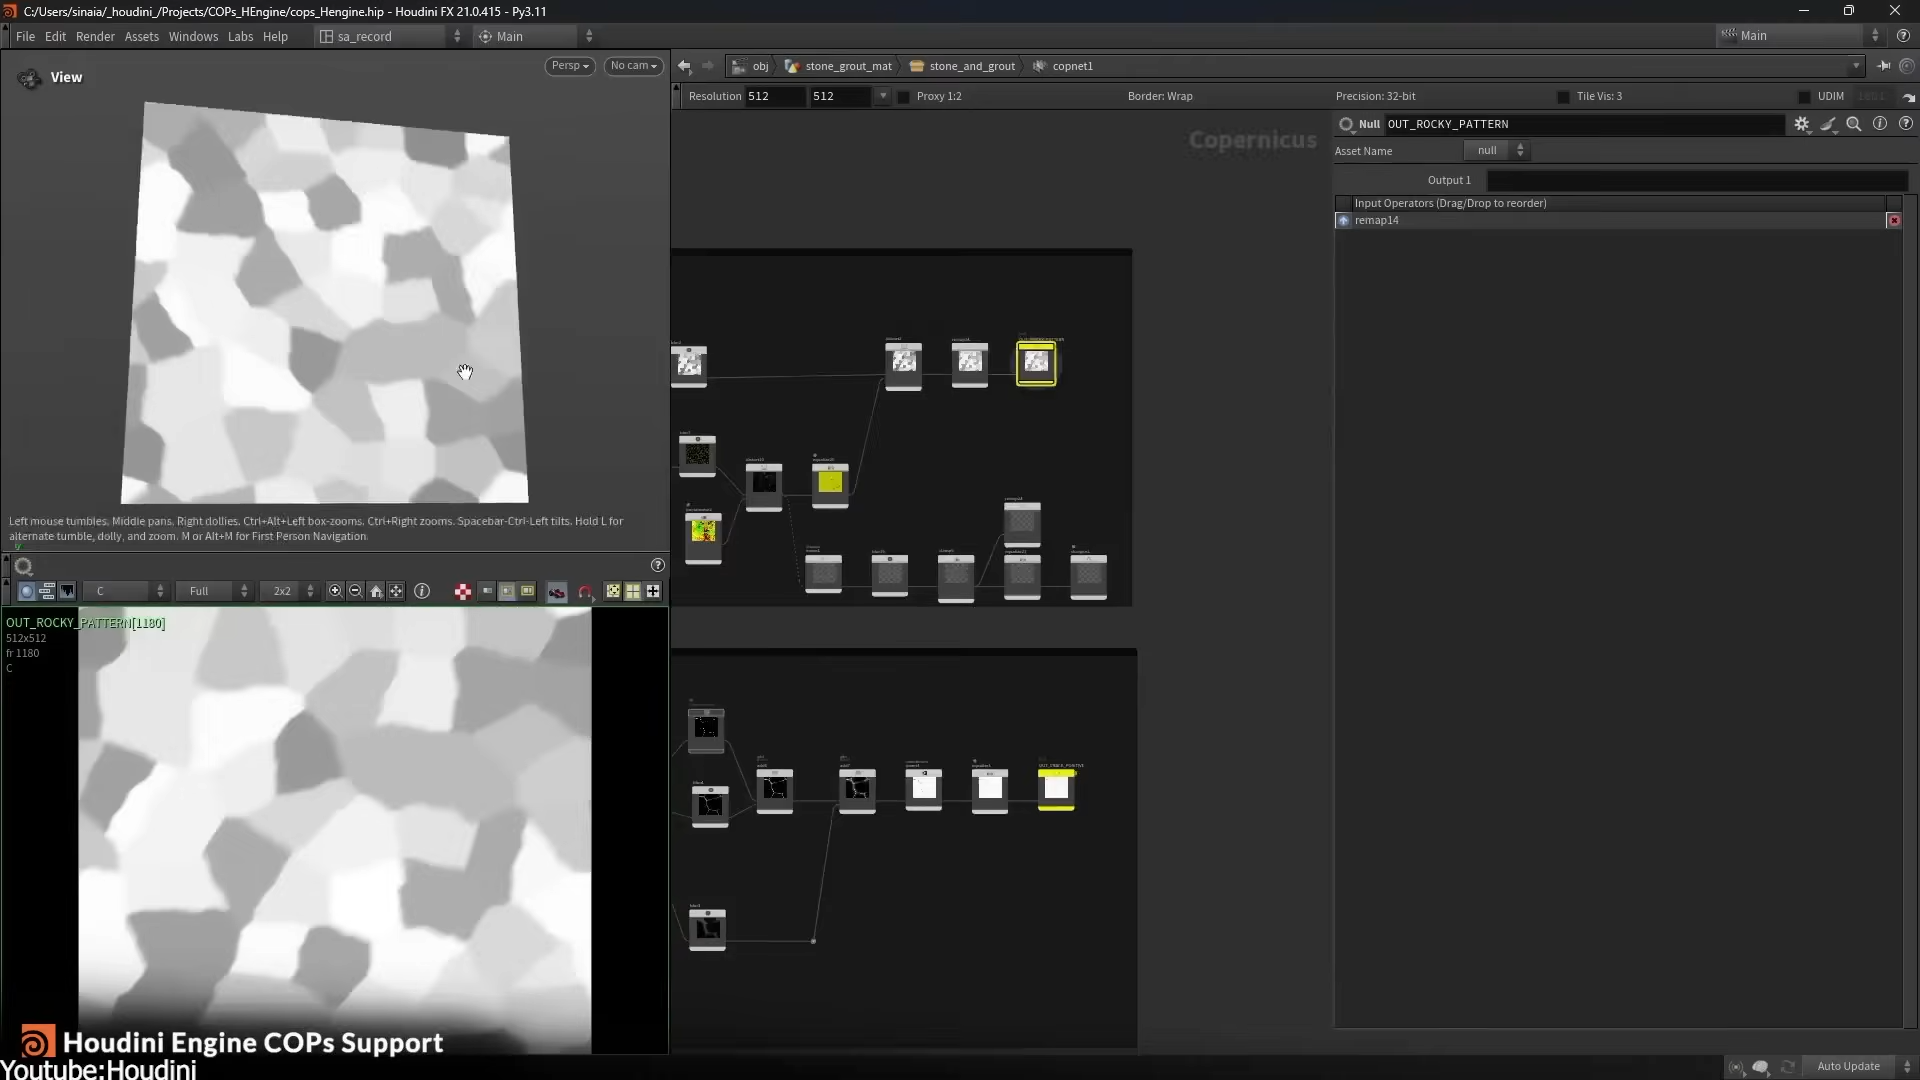 C:/Users/sinaia/_houdini_/Projects/COPs_HEngine/cops_Hengine.hip - Houdini FX 21.0.415 - Py3.11
File Edit Render Assets Windows Labs Help sa_record Main Main
View Persp No cam
obj stone_grout_mat stone_and_grout copnet1
Resolution 512 512 Proxy 1:2 Border: Wrap Precision: 32-bit Tile Vis: 3 UDIM
Copernicus
Null OUT_ROCKY_PATTERN
Asset Name null
Output 1
Input Operators (Drag/Drop to reorder)
remap14
Left mouse tumbles. Middle pans. Right dollies. Ctrl+Alt+Left box-zooms. Ctrl+Right zooms. Spacebar-Ctrl-Left tilts. Hold L for
alternate tumble, dolly, and zoom. M or Alt+M for First Person Navigation.
C Full 2x2
OUT_ROCKY_PATTERN[1180]
512x512
fr 1180
C
Houdini Engine COPs Support
Youtube:Houdini
Auto Update